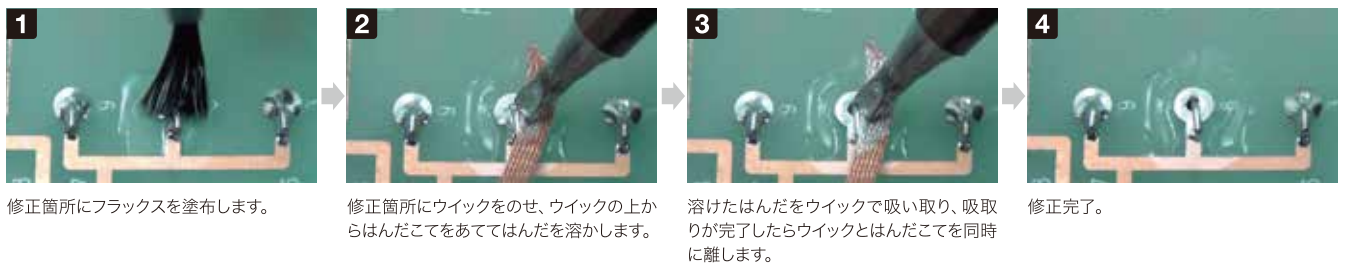 1
修正箇所にフラックスを塗布します。
2
修正箇所にウイックをのせ、ウイックの上か
らはんだこてをあててはんだを溶かします。
3
溶けたはんだをウイックで吸い取り、吸取
りが完了したらウイックとはんだこてを同時
に離します。
4
修正完了。